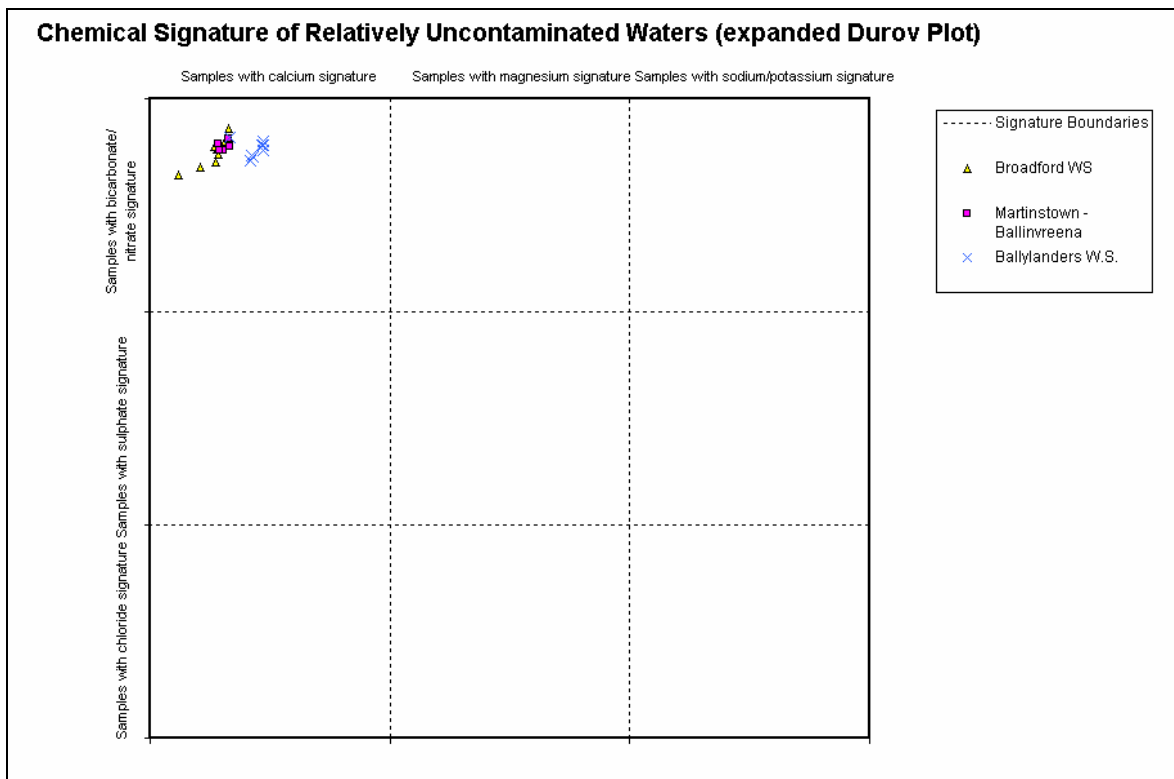 Chemical Signature of Relatively Uncontaminated Waters (expanded Durov Plot)
Samples with calcium signature
Samples with magnesium signature
Samples with sodium/potassium signature
Samples with bicarbonate/
nitrate signature
Samples with sulphate signature
Samples with chloride signature
Signature Boundaries
Broadford WS
Martinstown -
Ballinvreena
Ballylanders W.S.